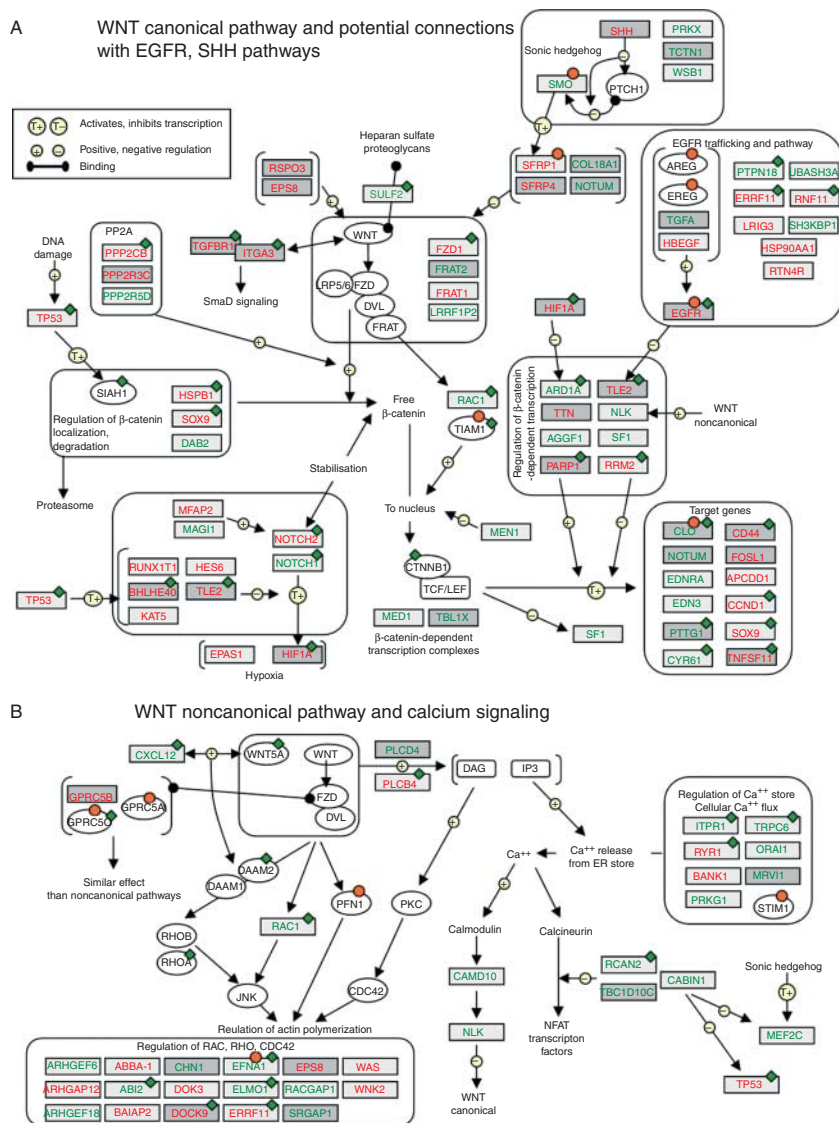 A
WNT canonical pathway and potential connections
with EGFR, SHH pathways
T+ T− Activates, inhibits transcription
+ − Positive, negative regulation
Binding
Sonic hedgehog
SHH
PRKX
TCTN1
WSB1
SMO
PTCH1
−
−
T+
Heparan sulfate
proteoglycans
SULF2
RSPO3
EPS8
+
SFRP1
COL18A1
SFRP4
NOTUM
−
EGFR trafficking and pathway
AREG
EREG
TGFA
HBEGF
PTPN18
UBASH3A
ERRF11
RNF11
LRIG3
SH3KBP1
HSP90AA1
RTN4R
+
EGFR
DNA
damage
+
TP53
T+
PP2A
PPP2CB
PPP2R3C
PPP2R5D
TGFBR1
ITGA3
SmaD signaling
WNT
LRP5/6
FZD
DVL
FRAT
FZD1
FRAT2
FRAT1
LRRF1P2
+
+
HIF1A
−
−
SIAH1
Regulation of β-catenin
localization,
degradation
HSPB1
SOX9
DAB2
Proteasome
Free
β-catenin
RAC1
TIAM1
+
Regulation of β-catenin
-dependent transcription
ARD1A
TLE2
TTN
NLK
AGGF1
SF1
PARP1
RRM2
+
WNT
noncanonical
Stabilisation
To nucleus
−
MEN1
+
−
MFAP2
MAGI1
+
NOTCH2
NOTCH1
RUNX1T1
HES6
BHLHE40
TLE2
KAT5
−
T+
TP53
T+
EPAS1
HIF1A
Hypoxia
CTNNB1
TCF/LEF
MED1
TBL1X
β-catenin-dependent
transcription complexes
T+
−
SF1
Target genes
CLO
CD44
NOTUM
FOSL1
EDNRA
APCDD1
EDN3
CCND1
PTTG1
SOX9
CYR61
TNFSF11
B
WNT noncanonical pathway and calcium signaling
CXCL12
+
WNT5A
WNT
FZD
DVL
PLCD4
+
PLCB4
DAG
IP3
GPRC5B
GPRC5A
GPRC5C
Similar effect
than noncanonical pathways
+
+
Regulation of Ca++ store
Cellular Ca++ flux
ITPR1
TRPC6
RYR1
ORAI1
BANK1
MRVI1
PRKG1
STIM1
Ca++
Ca++ release
from ER store
+
DAAM2
DAAM1
PFN1
PKC
RHOB
RAC1
RHOA
JNK
CDC42
Calmodulin
Calcineurin
CAMD10
NLK
−
WNT
canonical
RCAN2
TBC1D10C
CABIN1
−
NFAT
transcripton
factors
Sonic hedgehog
T+
−
−
MEF2C
TP53
Reulation of actin polymerization
Regulation of RAC, RHO, CDC42
ARHGEF6
ABBA-1
CHN1
EFNA1
EPS8
WAS
ARHGAP12
ABI2
DOK3
ELMO1
RACGAP1
WNK2
ARHGEF18
BAIAP2
DOCK9
ERRF11
SRGAP1